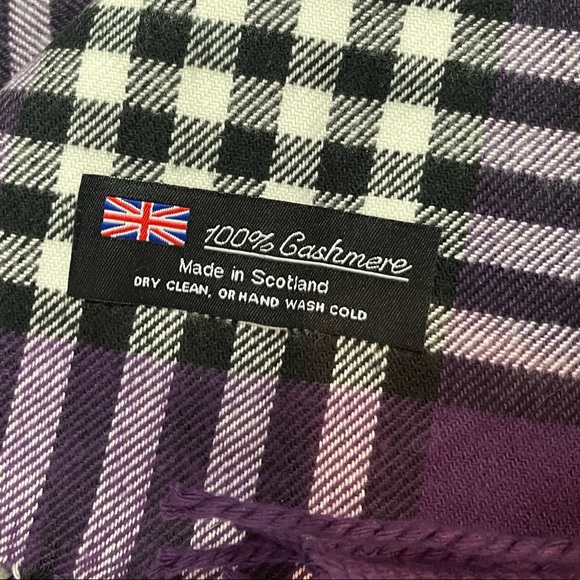 100% Cashmere
Made in Scotland
DRY CLEAN, OR HAND WASH COLD